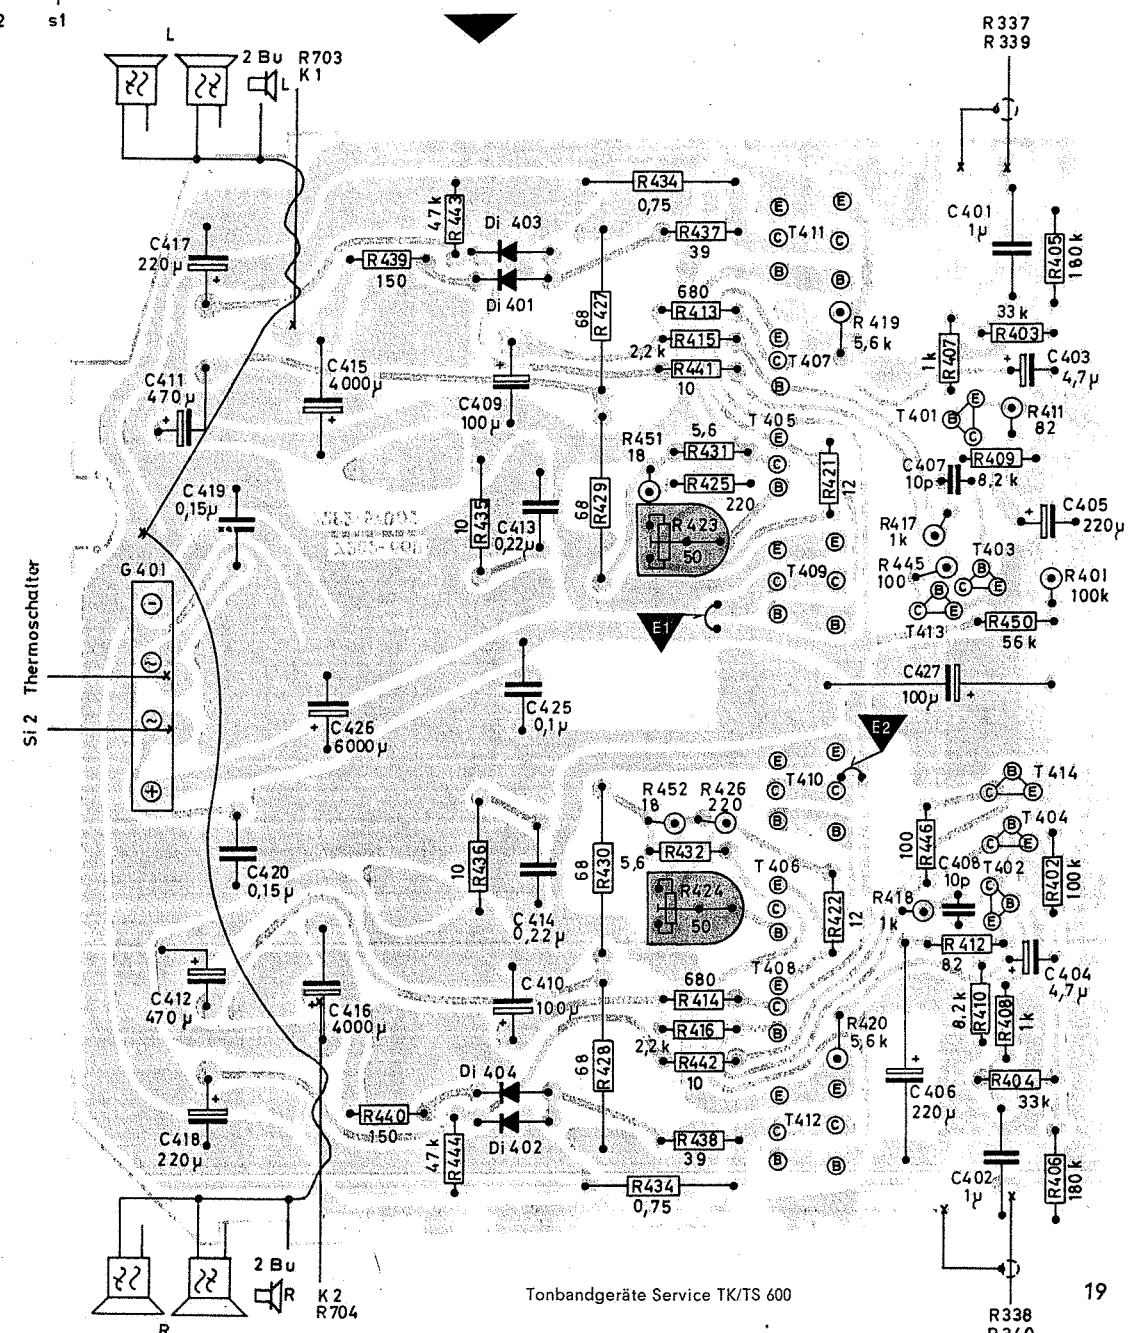 2 s1
L
2 Bu
L
R703
K1
R337
R339
R434
0,75
47k
R443
Di 403
Di 401
R439
150
C417
220µ
+
R437
39
E
C T411
B
E
C
B
C401
1µ
R405
180k
33k
R403
R427
68
680
R413
R415
2,2k
R441
10
R419
5,6k
E
C T407
B
R407
1k
C403
4,7µ
C411
470µ
C415
4000µ
C409
100µ
T401
R411
82
T405
5,6
R431
R451
18
R425
220
R421
12
C407
10p
R409
8,2k
C419
0,15µ
R435
10
C413
0,22µ
R429
68
R423
50
C405
220µ
R417
1k
T403
R445
100
T409
R401
100k
T413
R450
56k
G401
E1
Si 2 Thermoschalter
C427
100µ
C425
0,1µ
C426
6000µ
E2
T410
T414
R452
18
R426
220
T404
R446
100
C408
10p
T402
R402
100k
C420
0,15µ
R436
10
R430
68
5,6
R432
T406
R424
50
R422
12
R418
1k
C414
0,22µ
R412
82
C404
4,7µ
C412
470µ
C416
4000µ
C410
100µ
680
R414
T408
R416
2,2k
R442
10
R420
5,6k
R410
8,2k
R408
1k
Di 404
Di 402
R428
68
R404
33k
C406
220µ
C418
220µ
R440
150
47k
R444
R438
39
T412
C402
1µ
R406
180k
R434
0,75
2 Bu
R
K2
R704
R
Tonbandgeräte Service TK/TS 600
19
R338
R340